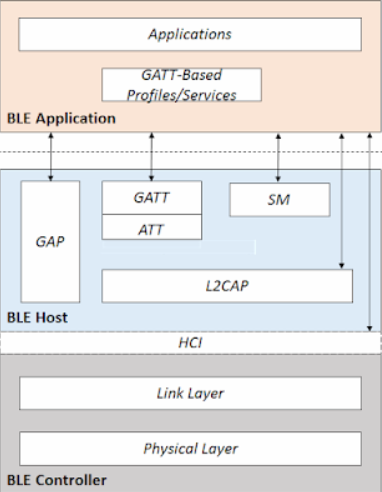 Applications
GATT-Based
Profiles/Services
BLE Application
GATT
SM
GAP
ATT
L2CAP
BLE Host
HCI
Link Layer
Physical Layer
BLE Controller